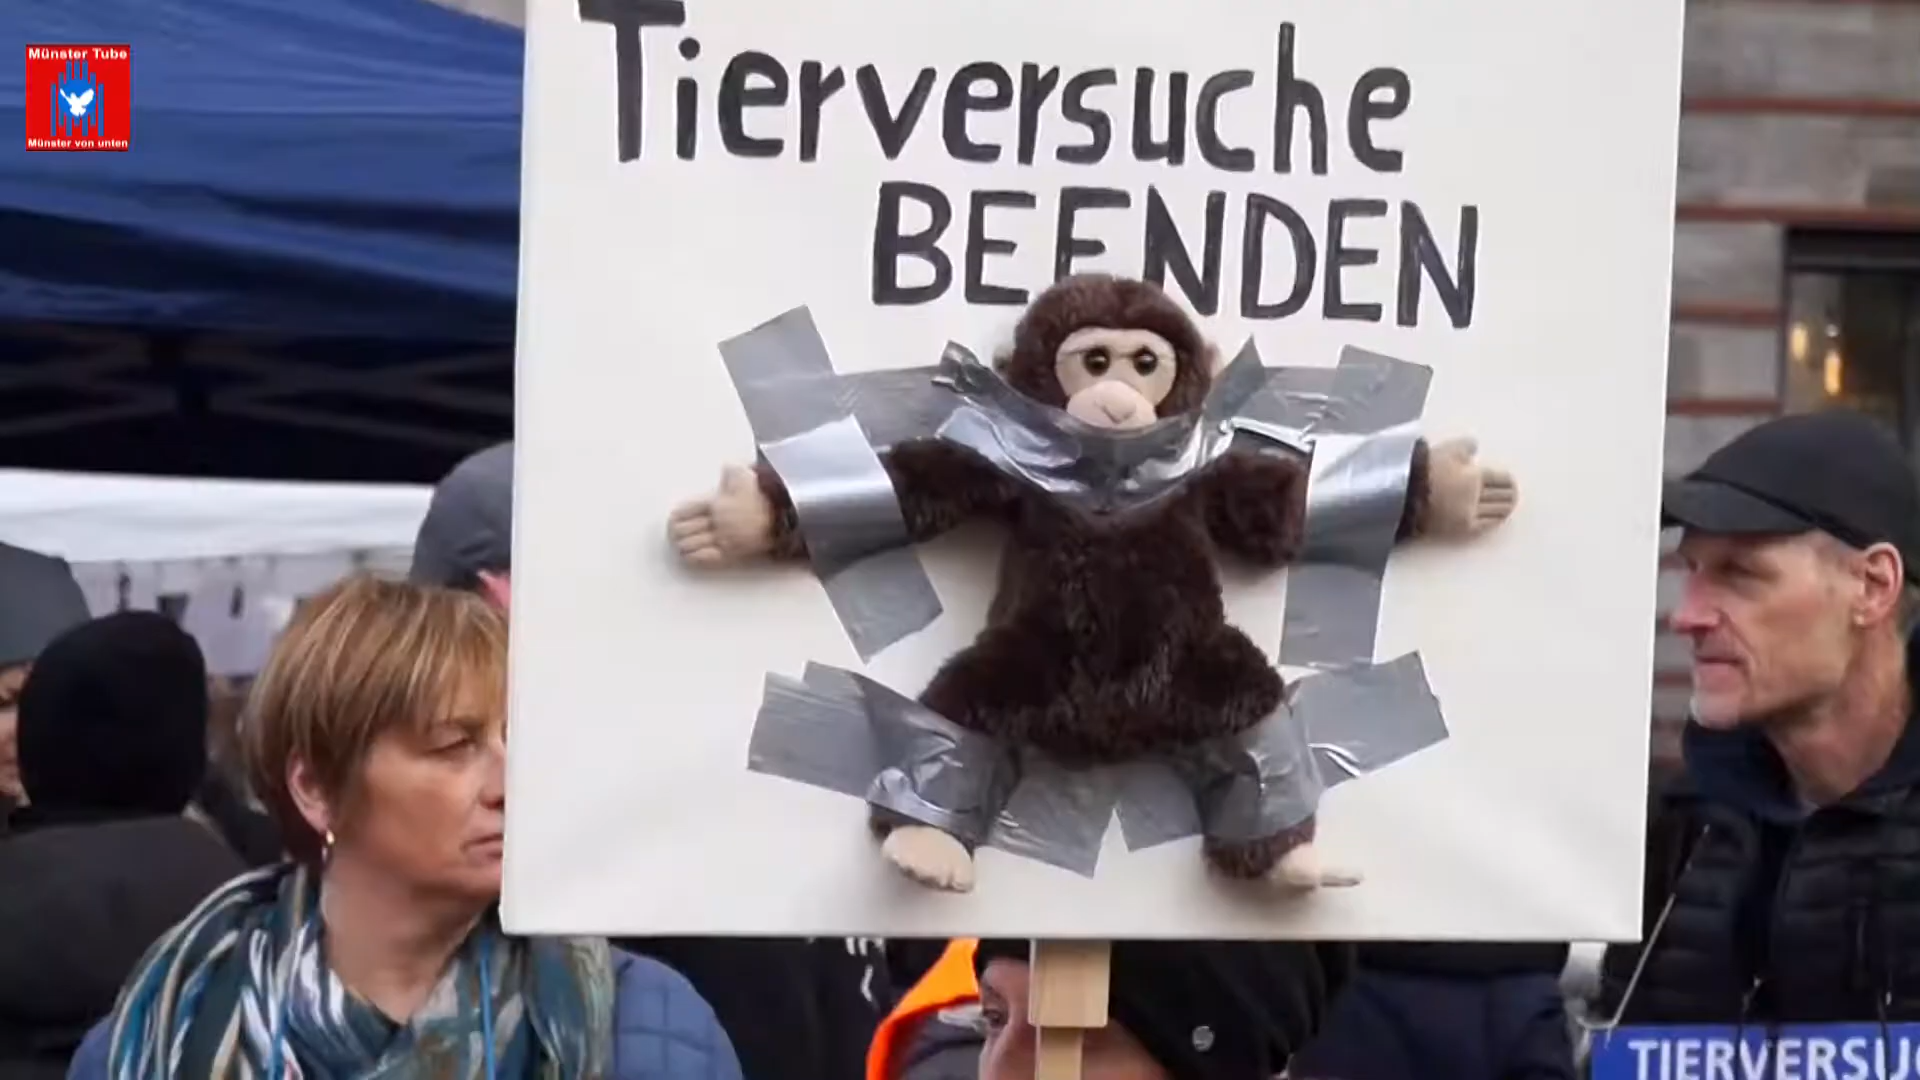 Münster Tube
Münster von unten
Tierversuche
BEENDEN
TIERVERSUC